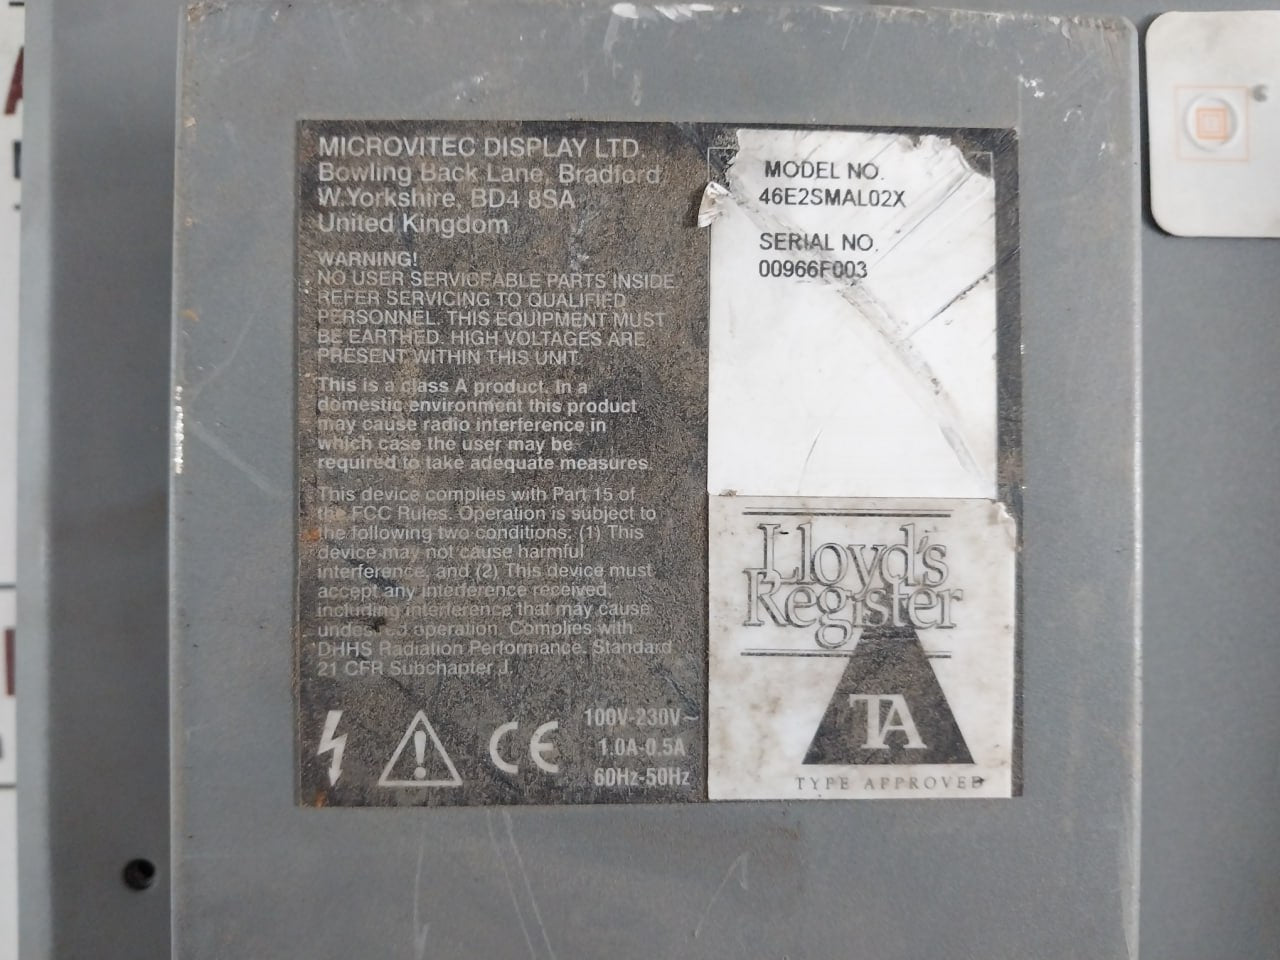 MICROVITEC DISPLAY LTD.
Bowling Back Lane, Bradford
W.Yorkshire, BD4 8SA
United Kingdom
WARNING!
NO USER SERVICEABLE PARTS INSIDE
REFER SERVICING TO QUALIFIED
PERSONNEL. THIS EQUIPMENT MUST
BE EARTHED. HIGH VOLTAGES ARE
PRESENT WITHIN THIS UNIT.
This is a class A product. In a
domestic environment this product
may cause radio interference in
which case the user may be
required to take adequate measures.
This device complies with Part 15 of
the FCC Rules. Operation is subject to
the following two conditions; (1) This
device may not cause harmful
interference, and (2) This device must
accept any interference received,
including interference that may cause
undesired operation. Complies with
DHHS Radiation Performance. Standard
21 CFR Subchapter J.
CE
100V-230V~
1.0A-0.5A
60Hz-50Hz
MODEL NO.
46E2SMAL02X
SERIAL NO.
00966F003
Lloyd's
Register
TA
TYPE APPROVED